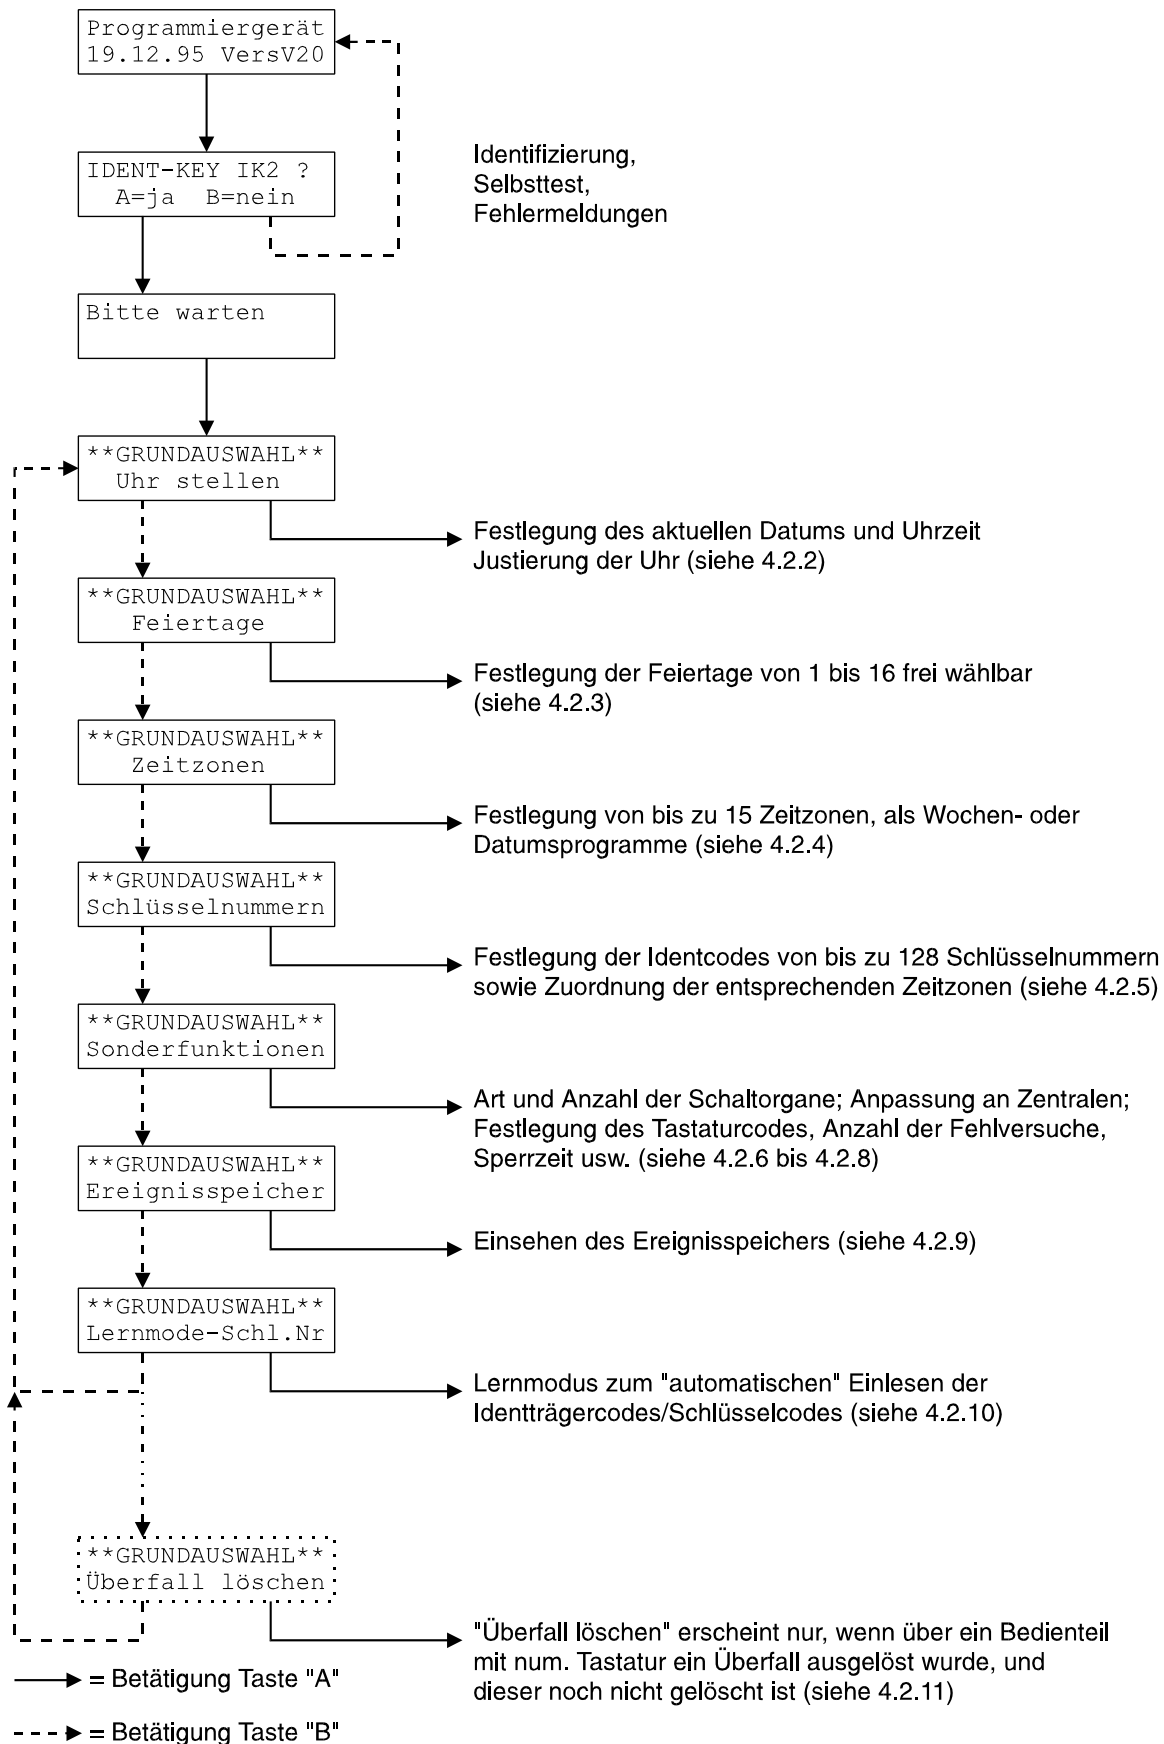 Programmiergerät
19.12.95 VersV20
IDENT-KEY IK2 ?
A=ja B=nein
Identifizierung,
Selbsttest,
Fehlermeldungen
Bitte warten
**GRUNDAUSWAHL**
Uhr stellen
Festlegung des aktuellen Datums und Uhrzeit
Justierung der Uhr (siehe 4.2.2)
**GRUNDAUSWAHL**
Feiertage
Festlegung der Feiertage von 1 bis 16 frei wählbar
(siehe 4.2.3)
**GRUNDAUSWAHL**
Zeitzonen
Festlegung von bis zu 15 Zeitzonen, als Wochen- oder
Datumsprogramme (siehe 4.2.4)
**GRUNDAUSWAHL**
Schlüsselnummern
Festlegung der Identcodes von bis zu 128 Schlüsselnummern
sowie Zuordnung der entsprechenden Zeitzonen (siehe 4.2.5)
**GRUNDAUSWAHL**
Sonderfunktionen
Art und Anzahl der Schaltorgane; Anpassung an Zentralen;
Festlegung des Tastaturcodes, Anzahl der Fehlversuche,
Sperrzeit usw. (siehe 4.2.6 bis 4.2.8)
**GRUNDAUSWAHL**
Ereignisspeicher
Einsehen des Ereignisspeichers (siehe 4.2.9)
**GRUNDAUSWAHL**
Lernmode-Schl.Nr
Lernmodus zum "automatischen" Einlesen der
Identträgercodes/Schlüsselcodes (siehe 4.2.10)
**GRUNDAUSWAHL**
Überfall löschen
"Überfall löschen" erscheint nur, wenn über ein Bedienteil
mit num. Tastatur ein Überfall ausgelöst wurde, und
dieser noch nicht gelöscht ist (siehe 4.2.11)
= Betätigung Taste "A"
= Betätigung Taste "B"